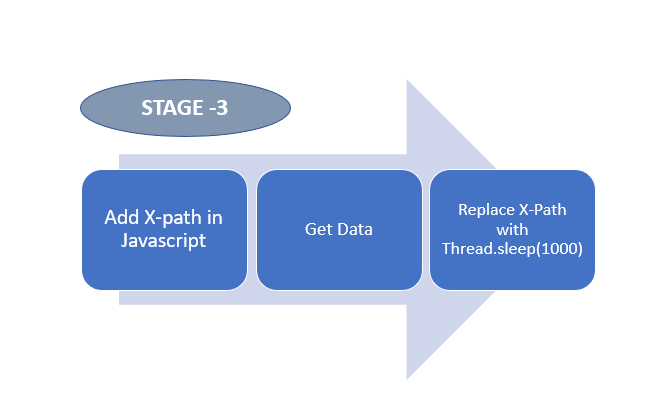 STAGE -3
Add X-path in
Javascript
Get Data
Replace X-Path
with
Thread.sleep(1000)